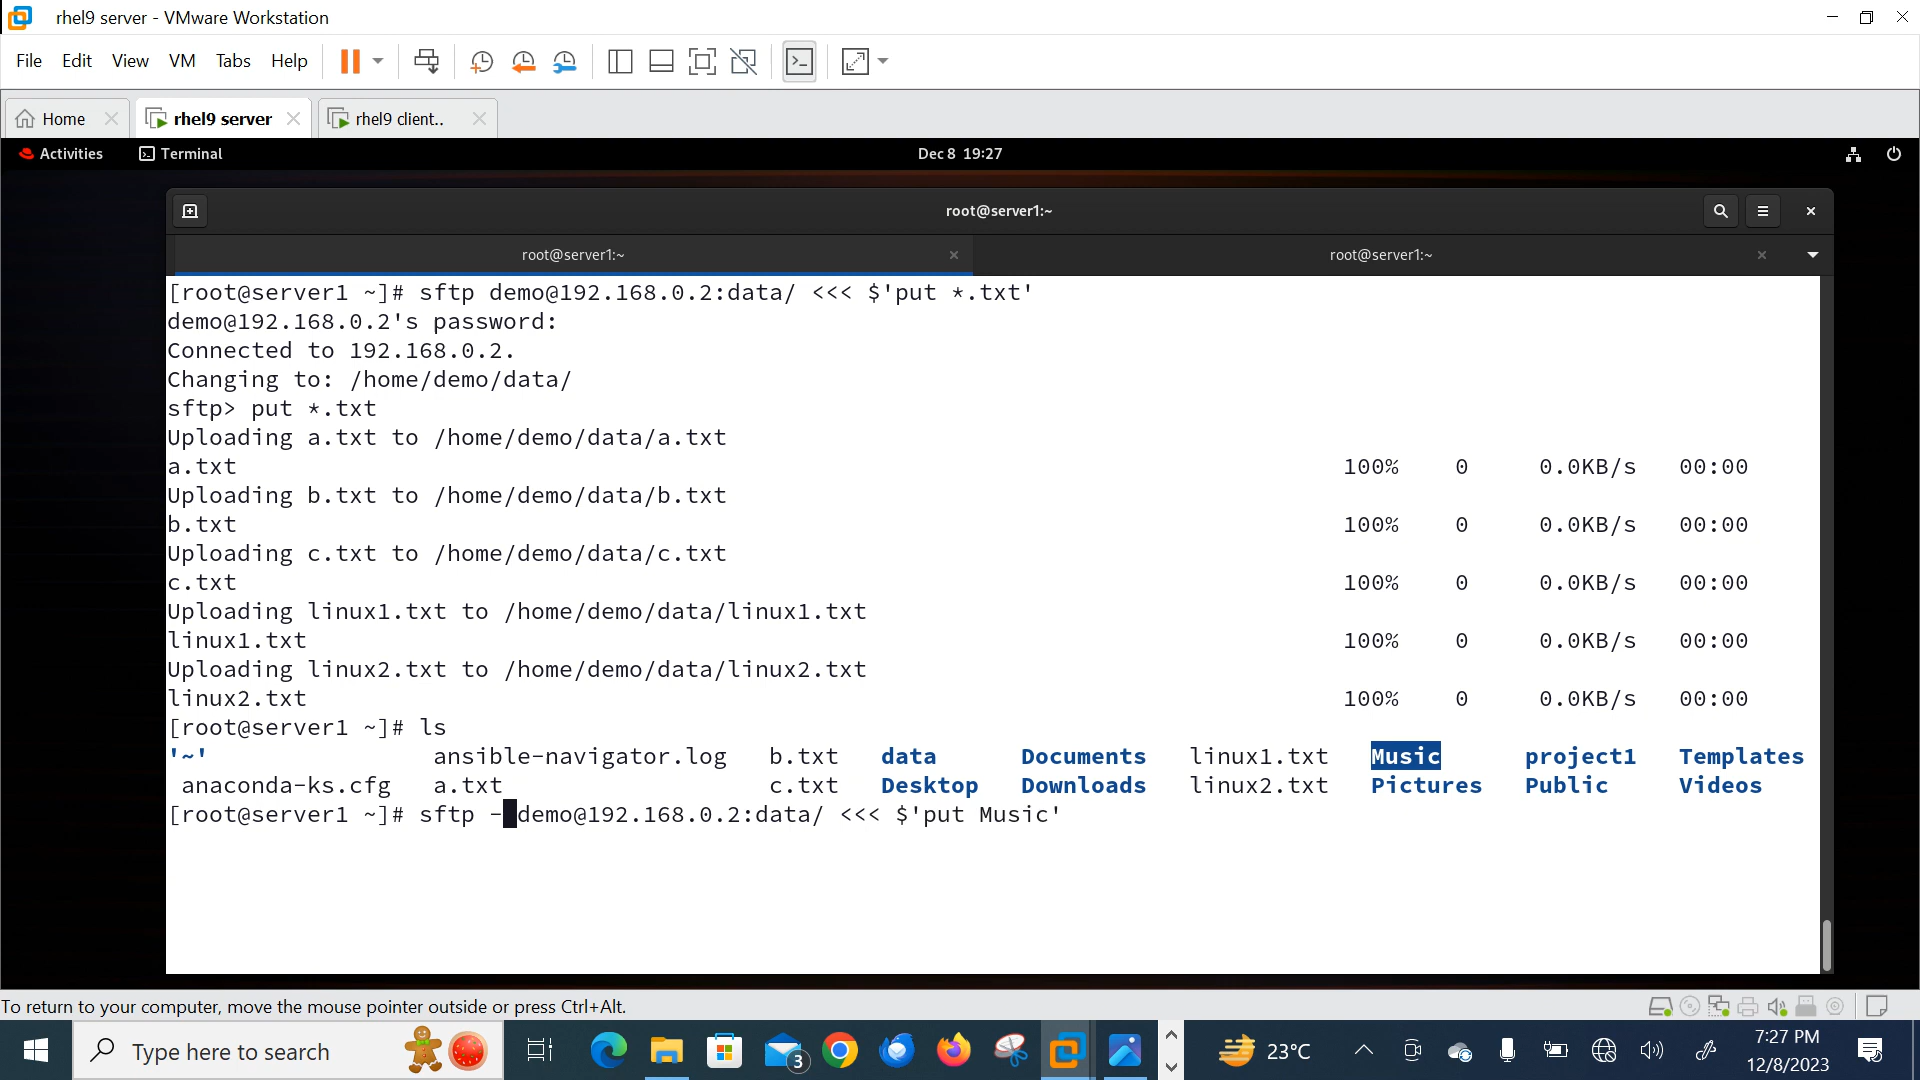 rhel9 server - VMware Workstation
File Edit View VM Tabs Help
Home rhel9 server rhel9 client..
Activities Terminal Dec 8 19:27
root@server1:~
root@server1:~ root@server1:~
[root@server1 ~]# sftp demo@192.168.0.2:data/ <<< $'put *.txt'
demo@192.168.0.2's password:
Connected to 192.168.0.2.
Changing to: /home/demo/data/
sftp> put *.txt
Uploading a.txt to /home/demo/data/a.txt
a.txt 100% 0 0.0KB/s 00:00
Uploading b.txt to /home/demo/data/b.txt
b.txt 100% 0 0.0KB/s 00:00
Uploading c.txt to /home/demo/data/c.txt
c.txt 100% 0 0.0KB/s 00:00
Uploading linux1.txt to /home/demo/data/linux1.txt
linux1.txt 100% 0 0.0KB/s 00:00
Uploading linux2.txt to /home/demo/data/linux2.txt
linux2.txt 100% 0 0.0KB/s 00:00
[root@server1 ~]# ls
'~' ansible-navigator.log b.txt data Documents linux1.txt Music project1 Templates
anaconda-ks.cfg a.txt c.txt Desktop Downloads linux2.txt Pictures Public Videos
[root@server1 ~]# sftp - demo@192.168.0.2:data/ <<< $'put Music'
To return to your computer, move the mouse pointer outside or press Ctrl+Alt.
Type here to search 3 23°C 7:27 PM
12/8/2023